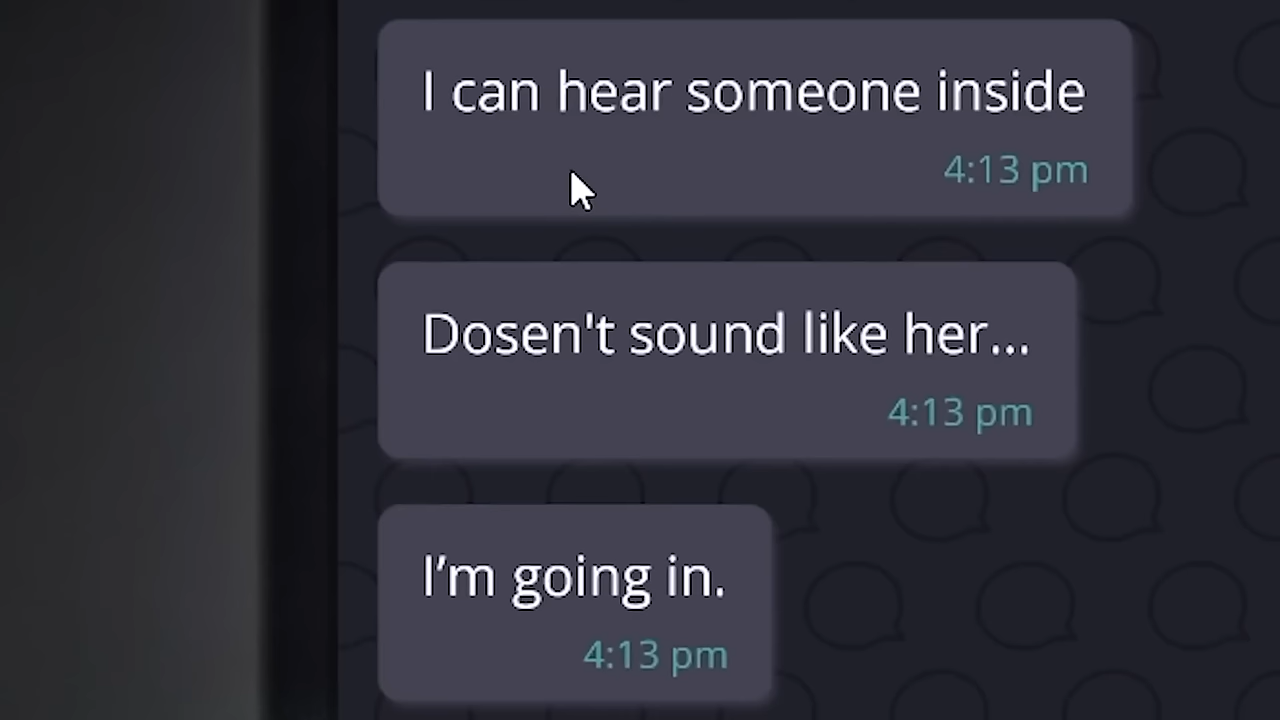 I can hear someone inside
4:13 pm
Dosen't sound like her...
4:13 pm
I’m going in.
4:13 pm